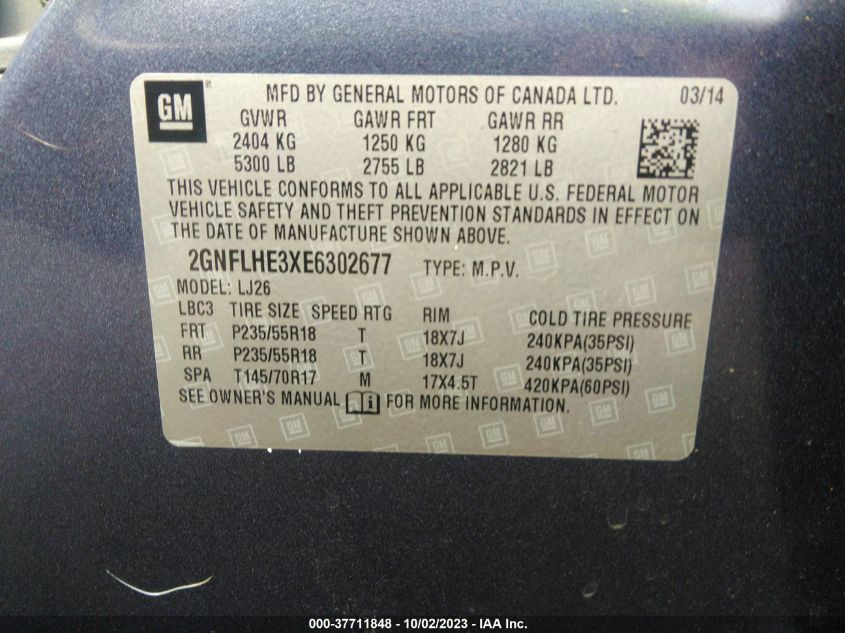 GM ® MFD BY GENERAL MOTORS OF CANADA LTD. 03/14
GVWR GAWR FRT GAWR RR
2404 KG 1250 KG 1280 KG
5300 LB 2755 LB 2821 LB
THIS VEHICLE CONFORMS TO ALL APPLICABLE U.S. FEDERAL MOTOR
VEHICLE SAFETY AND THEFT PREVENTION STANDARDS IN EFFECT ON
THE DATE OF MANUFACTURE SHOWN ABOVE.
2GNFLHE3XE6302677 TYPE: M.P.V.
MODEL: LJ26
LBC3 TIRE SIZE SPEED RTG RIM COLD TIRE PRESSURE
FRT P235/55R18 T 18X7J 240KPA(35PSI)
RR P235/55R18 T 18X7J 240KPA(35PSI)
SPA T145/70R17 M 17X4.5T 420KPA(60PSI)
SEE OWNER'S MANUAL i FOR MORE INFORMATION.
000-37711848 - 10/02/2023 - IAA Inc.